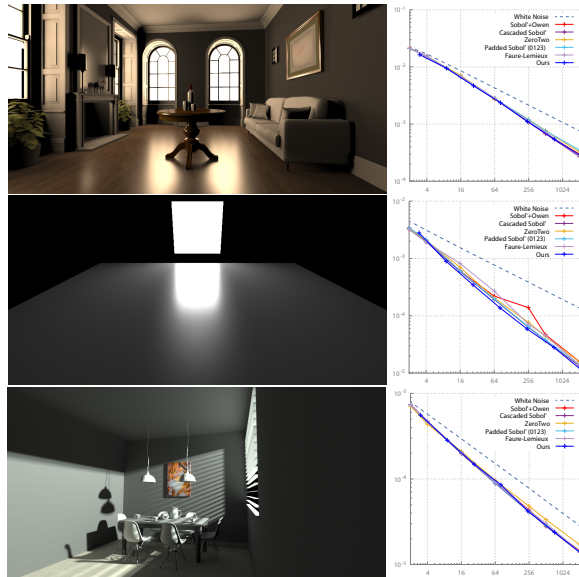 10⁻¹
White Noise
Sobol'+Owen
Cascaded Sobol'
ZeroTwo
Padded Sobol' (0123)
Faure-Lemieux
Ours
10⁻²
10⁻³
10⁻⁴
4 16 64 256 1024
10⁻²
White Noise
Sobol'+Owen
Cascaded Sobol'
ZeroTwo
Padded Sobol' (0123)
Faure-Lemieux
Ours
10⁻³
10⁻⁴
10⁻⁵
4 16 64 256 1024
10⁻³
White Noise
Sobol'+Owen
Cascaded Sobol'
ZeroTwo
Padded Sobol' (0123)
Faure-Lemieux
Ours
10⁻⁴
10⁻⁵
4 16 64 256 1024